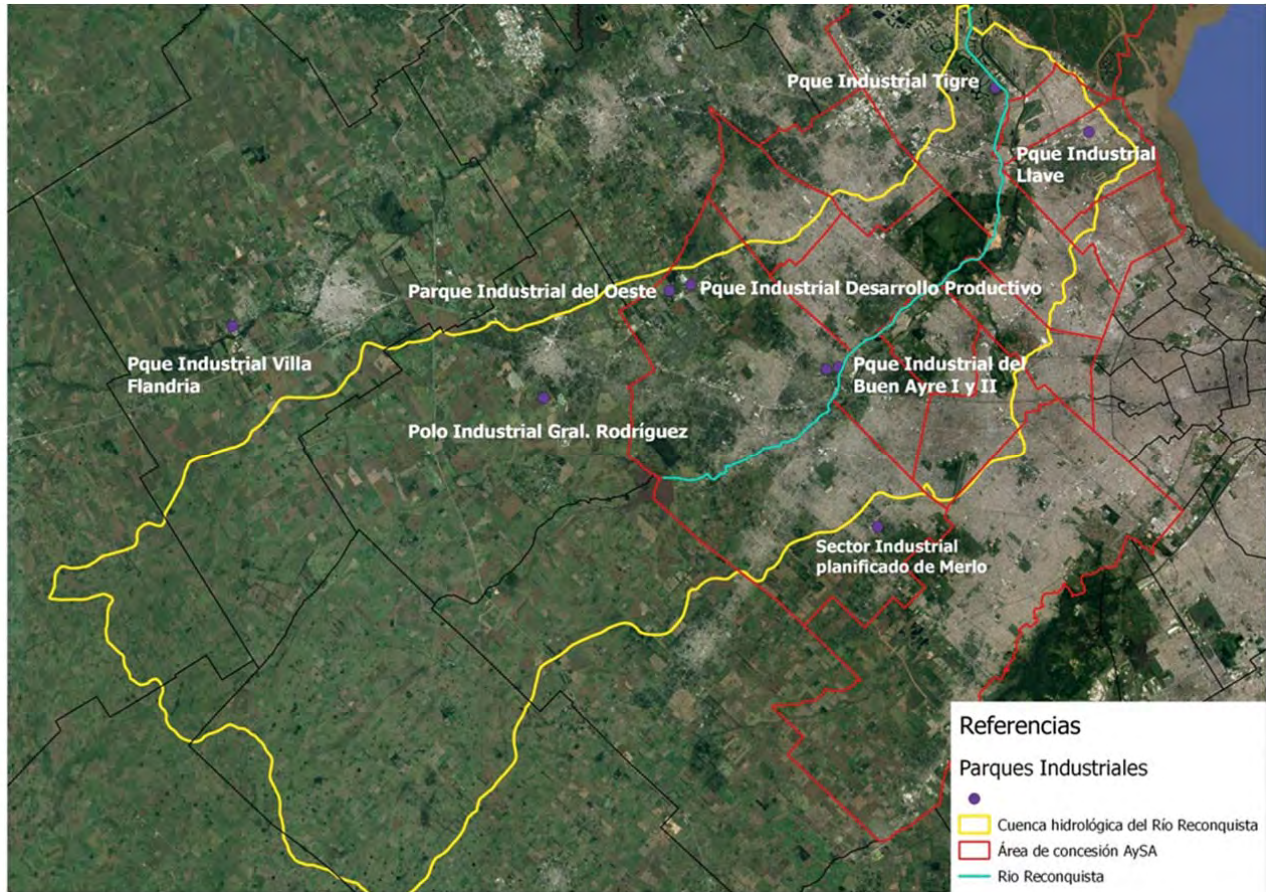 Pque Industrial Tigre
Pque Industrial
Llave
Parque Industrial del Oeste
Pque Industrial Desarrollo Productivo
Pque Industrial Villa
Flandria
Pque Industrial del
Buen Ayre I y II
Polo Industrial Gral. Rodríguez
Sector Industrial
planificado de Merlo
Referencias
Parques Industriales
Cuenca hidrológica del Río Reconquista
Área de concesión AySA
Rio Reconquista